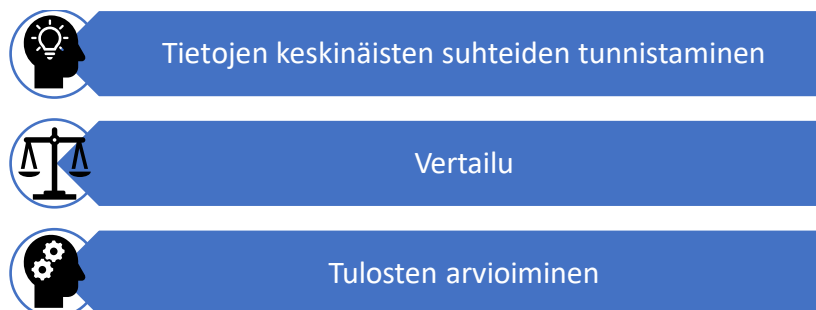 Tietojen keskinäisten suhteiden tunnistaminen
Vertailu
Tulosten arvioiminen